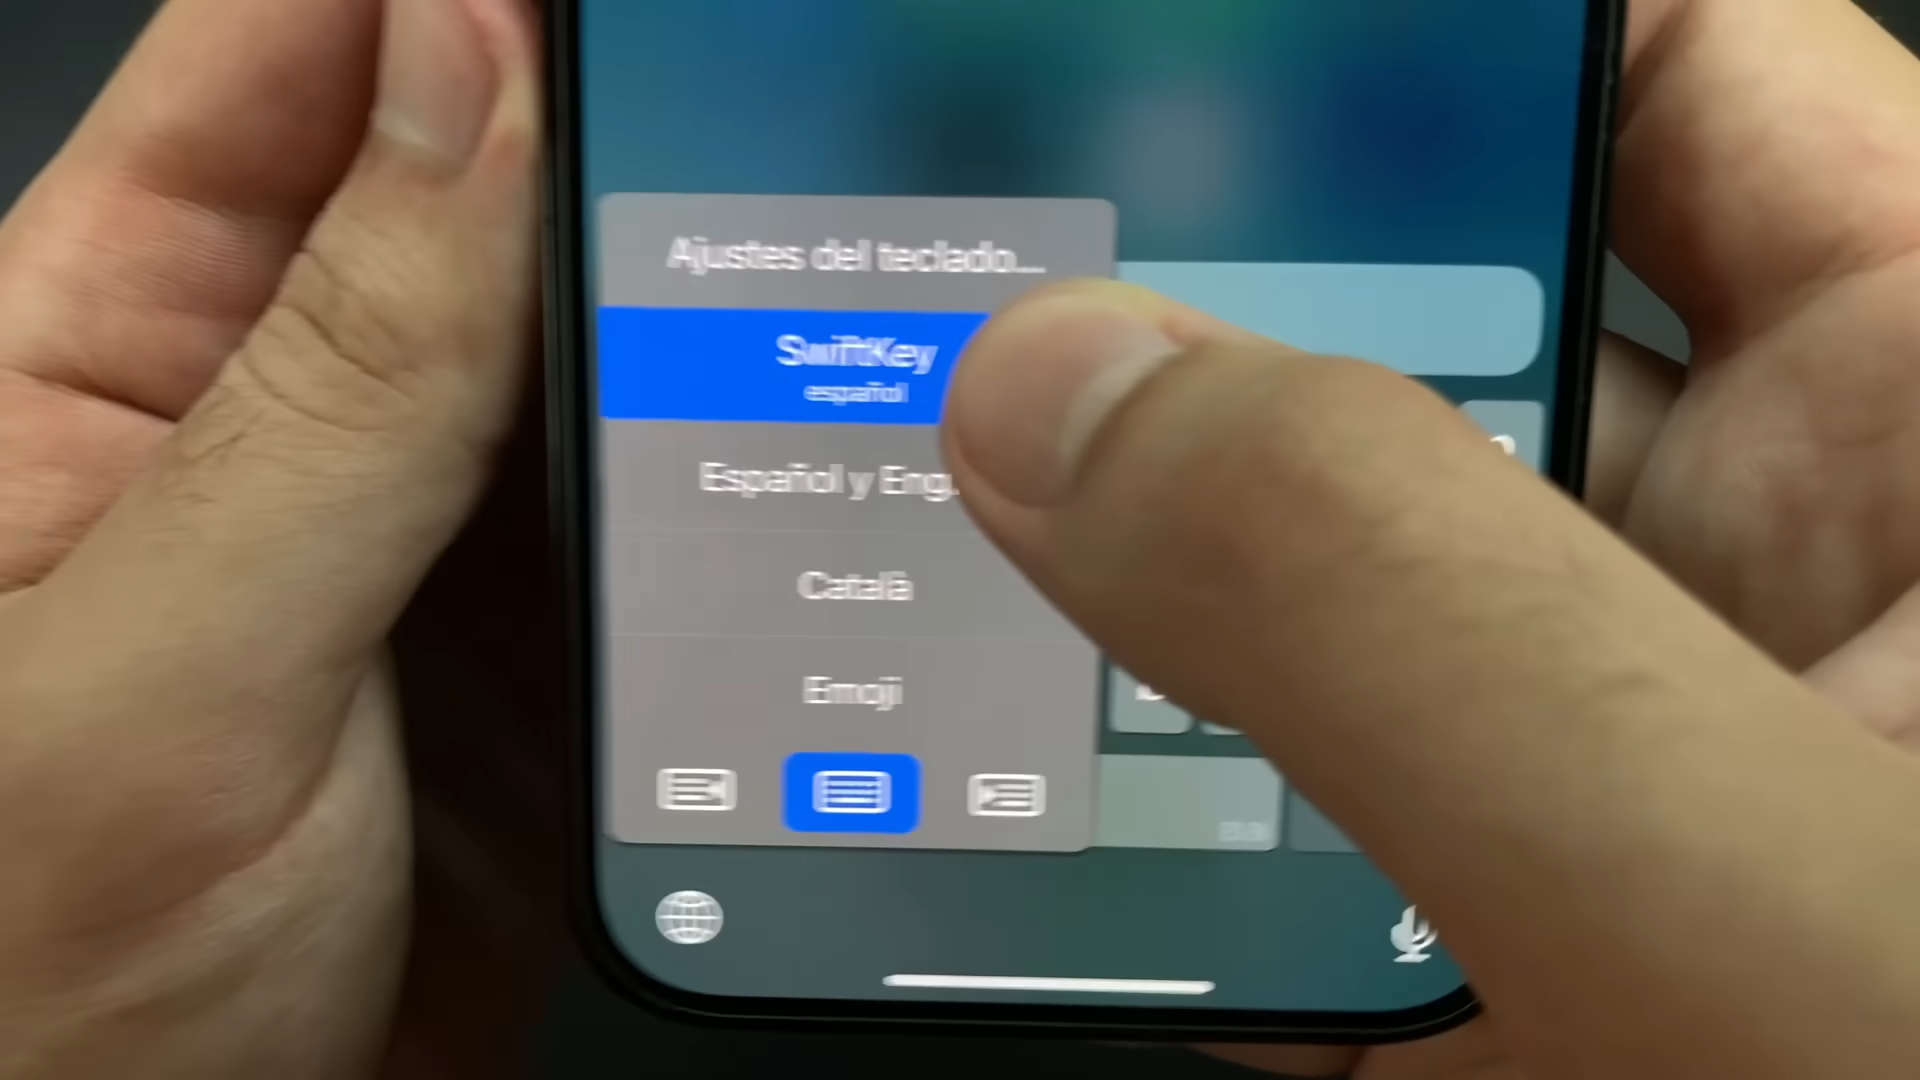 Ajustes del teclado...
SwiftKey
español
Español y Eng.
Català
Emoji